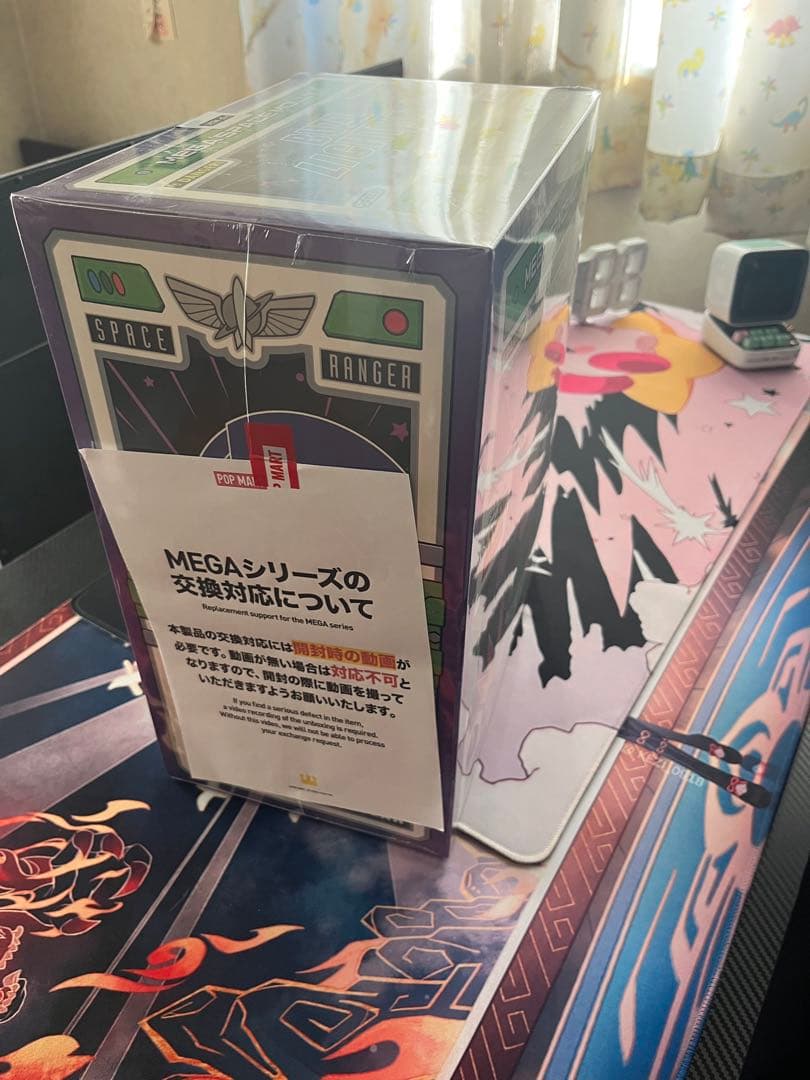 SPACE
RANGER
POP MART
MEGAシリーズの
交換対応について
Replacement support for the MEGA series
本製品の交換対応には開封時の動画が
必要です。動画が無い場合は対応不可と
なりますので、開封の際に動画を撮って
いただきますようお願いいたします。
If you find a serious defect in the item,
a video recording of the unboxing is required.
Without this video, we will not be able to process
your exchange request.